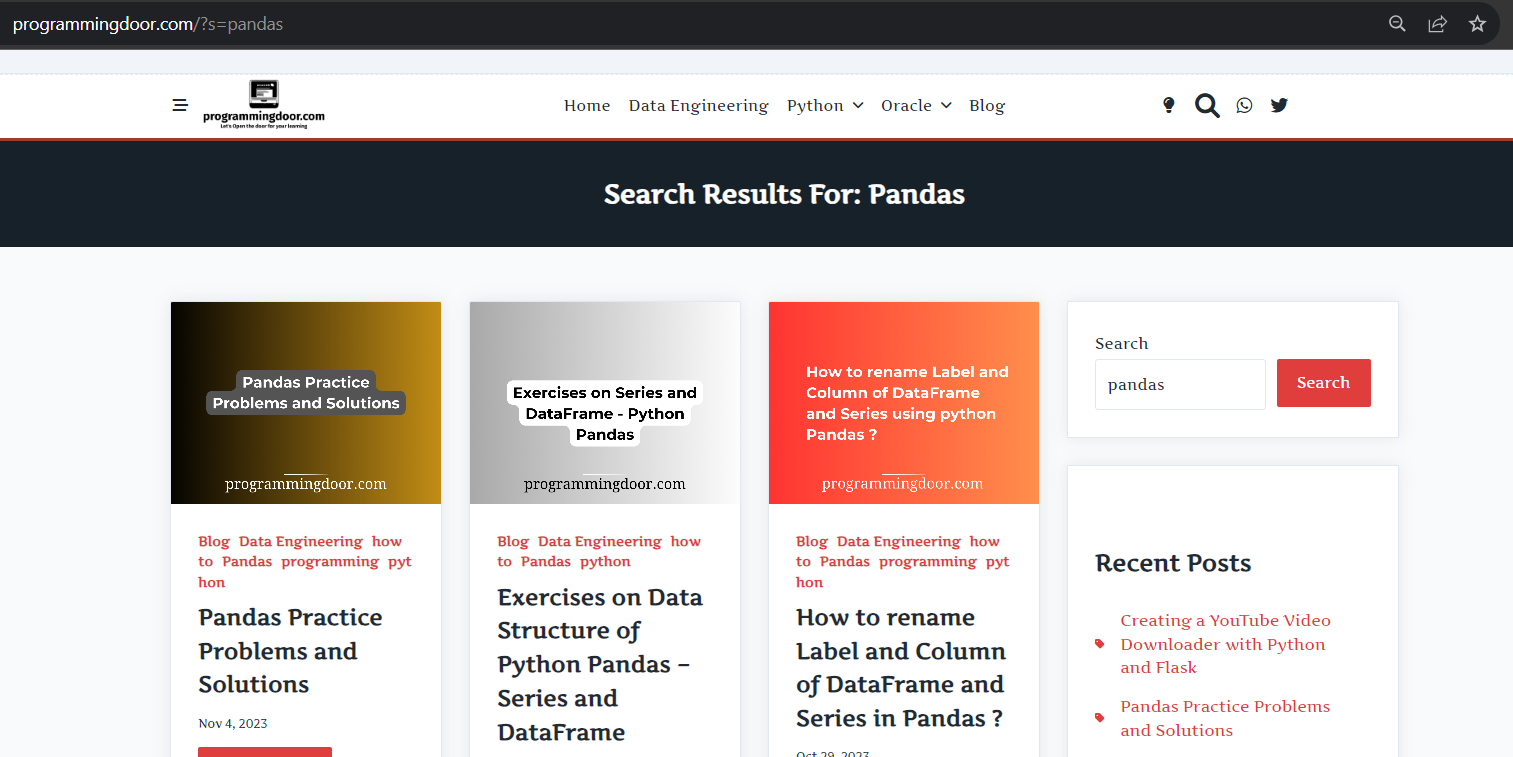 programmingdoor.com/?s=pandas
programmingdoor.com
Let's Open the door for your learning
Home Data Engineering Python Oracle Blog
Search Results For: Pandas
Pandas Practice
Problems and Solutions
programmingdoor.com
Blog Data Engineering how
to Pandas programming pyt
hon
Pandas Practice
Problems and
Solutions
Nov 4, 2023
Exercises on Series and
DataFrame - Python
Pandas
programmingdoor.com
Blog Data Engineering how
to Pandas python
Exercises on Data
Structure of
Python Pandas –
Series and
DataFrame
How to rename Label and
Column of DataFrame
and Series using python
Pandas ?
programmingdoor.com
Blog Data Engineering how
to Pandas programming pyt
hon
How to rename
Label and Column
of DataFrame and
Series in Pandas ?
Oct 29, 2023
Search
pandas
Search
Recent Posts
Creating a YouTube Video
Downloader with Python
and Flask
Pandas Practice Problems
and Solutions